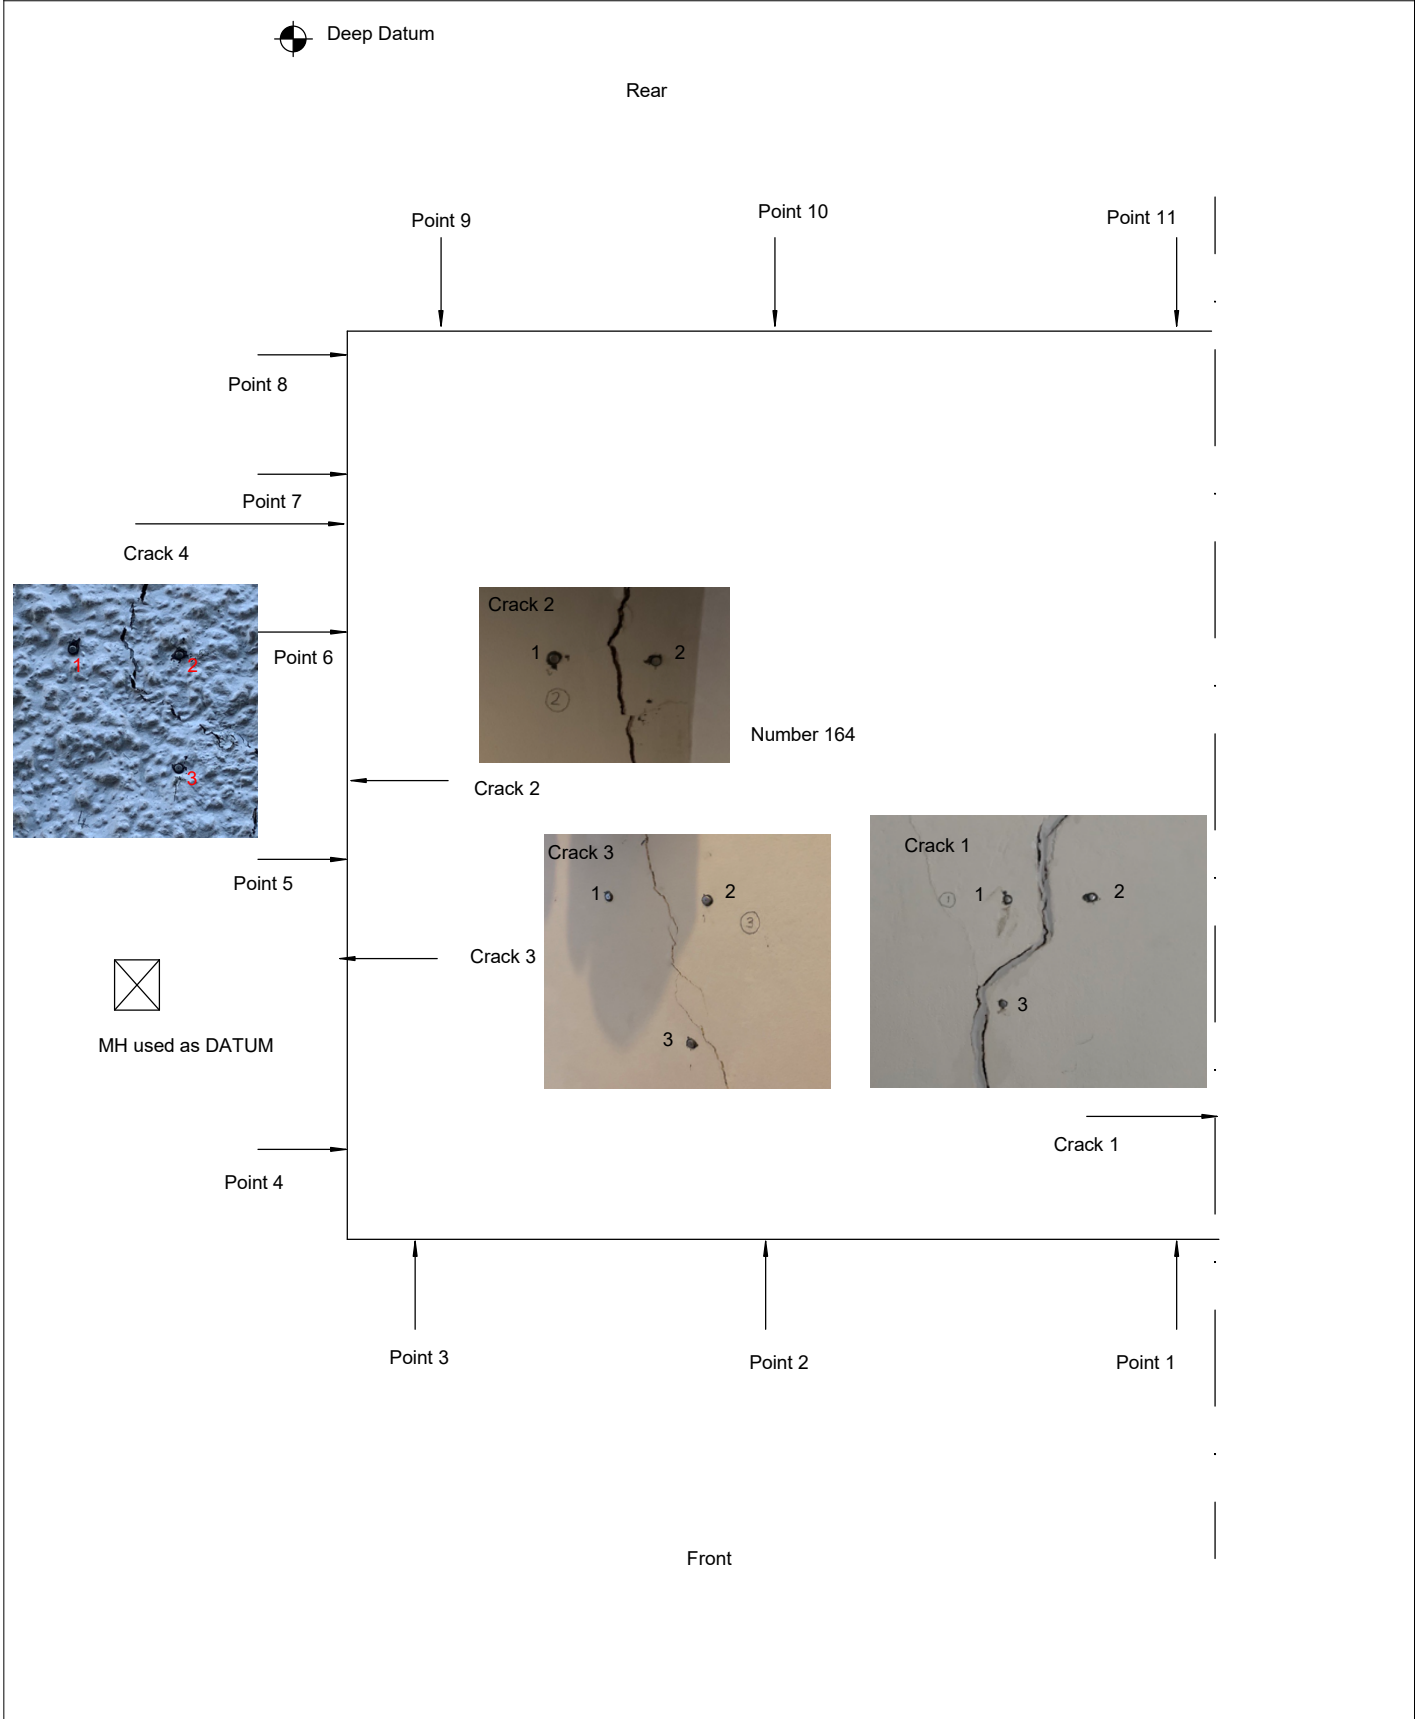 Deep Datum
Rear
Point 9
Point 10
Point 11
Point 8
Point 7
Crack 4
1
2
3
Point 6
Crack 2
1
2
2
Number 164
Crack 2
Point 5
Crack 3
1
2
3
3
Crack 3
Crack 1
1
1
2
3
MH used as DATUM
Crack 1
Point 4
Point 3
Point 2
Point 1
Front